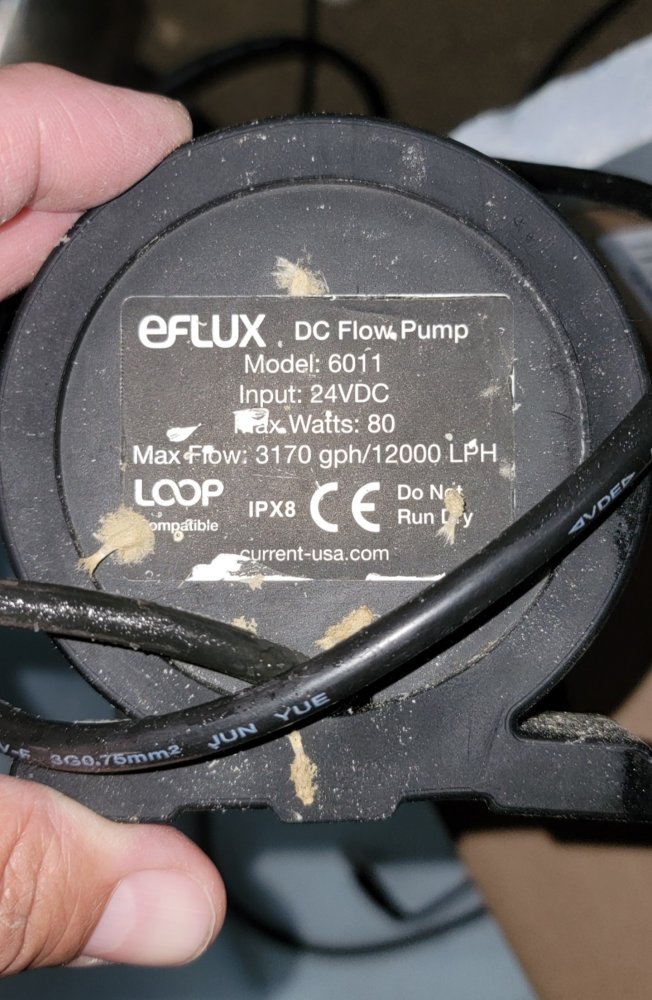 eFLUX DC Flow Pump
Model: 6011
Input: 24VDC
Max Watts: 80
Max Flow: 3170 gph/12000 LPH
LOOP
compatible
IPX8 CE Do Not
Run Dry
current-usa.com
3G0.75mm2 JUN YUE
VDE